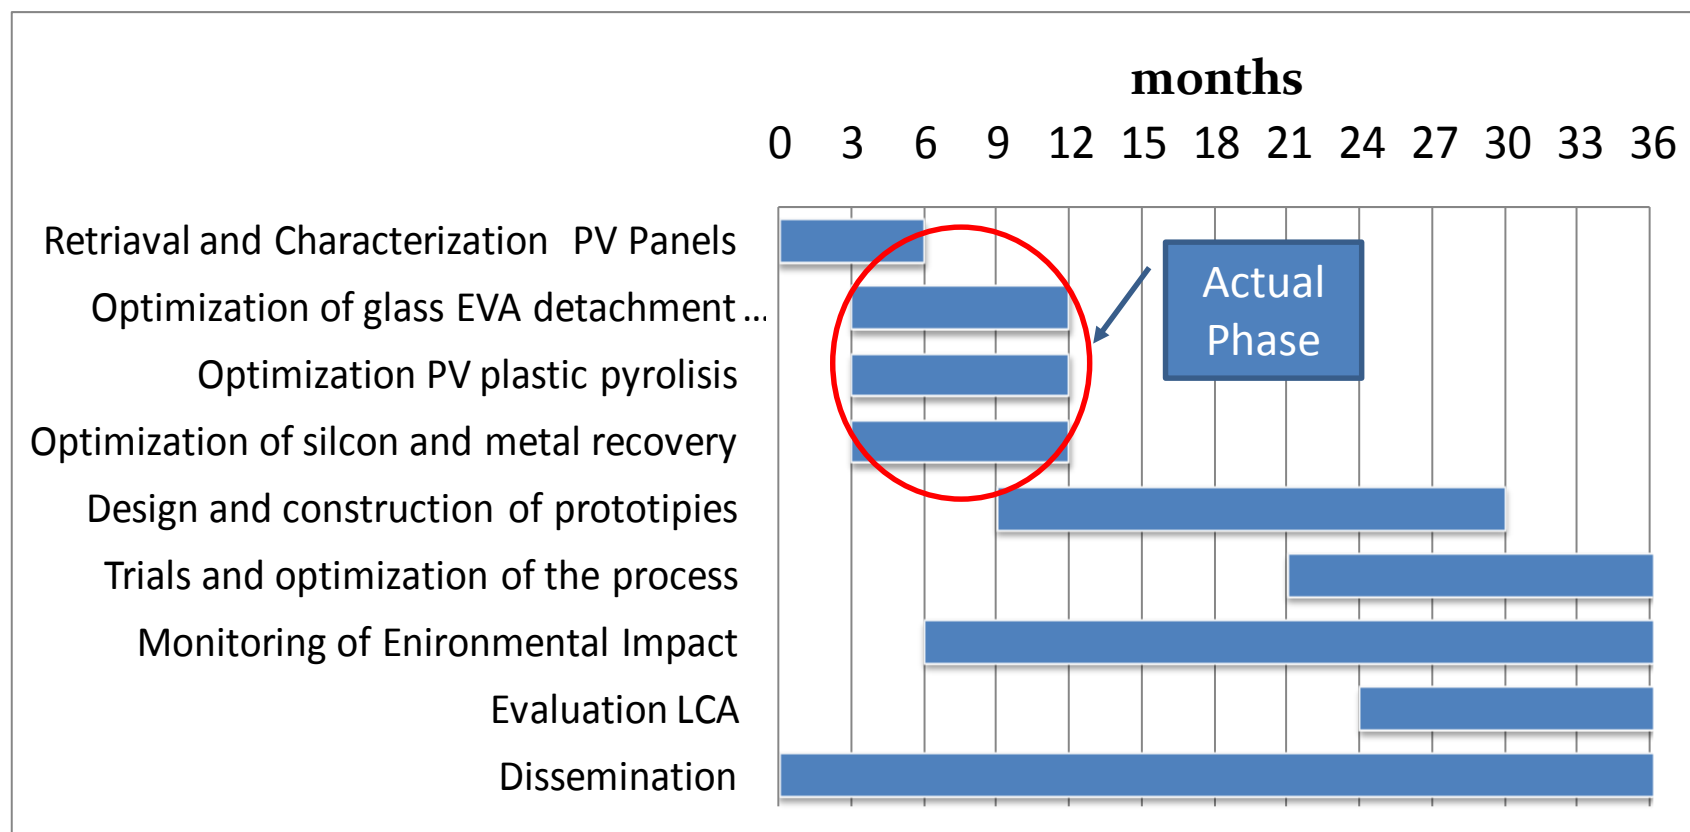 months
0 3 6 9 12 15 18 21 24 27 30 33 36
Retriaval and Characterization PV Panels
Optimization of glass EVA detachment ...
Optimization PV plastic pyrolisis
Optimization of silcon and metal recovery
Design and construction of prototipies
Trials and optimization of the process
Monitoring of Enironmental Impact
Evaluation LCA
Dissemination
Actual
Phase